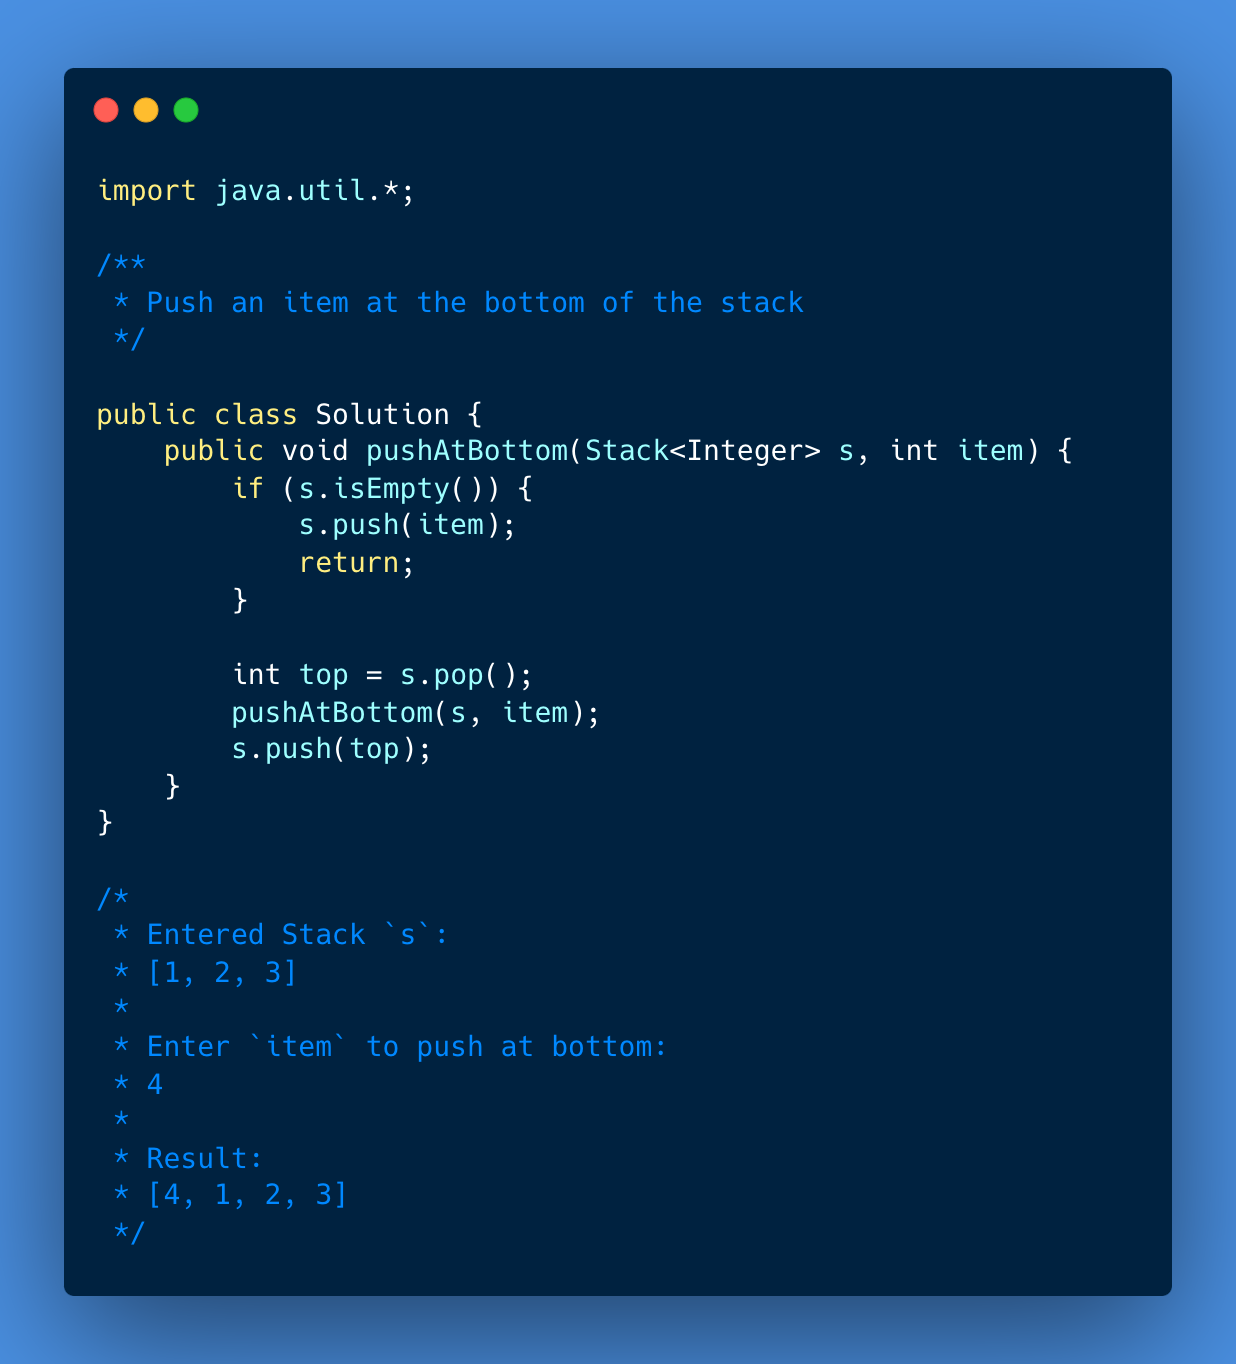 import java.util.*;

/**
 * Push an item at the bottom of the stack
 */

public class Solution {
    public void pushAtBottom(Stack<Integer> s, int item) {
        if (s.isEmpty()) {
            s.push(item);
            return;
        }

        int top = s.pop();
        pushAtBottom(s, item);
        s.push(top);
    }
}

/*
 * Entered Stack `s`:
 * [1, 2, 3]
 *
 * Enter `item` to push at bottom:
 * 4
 *
 * Result:
 * [4, 1, 2, 3]
 */